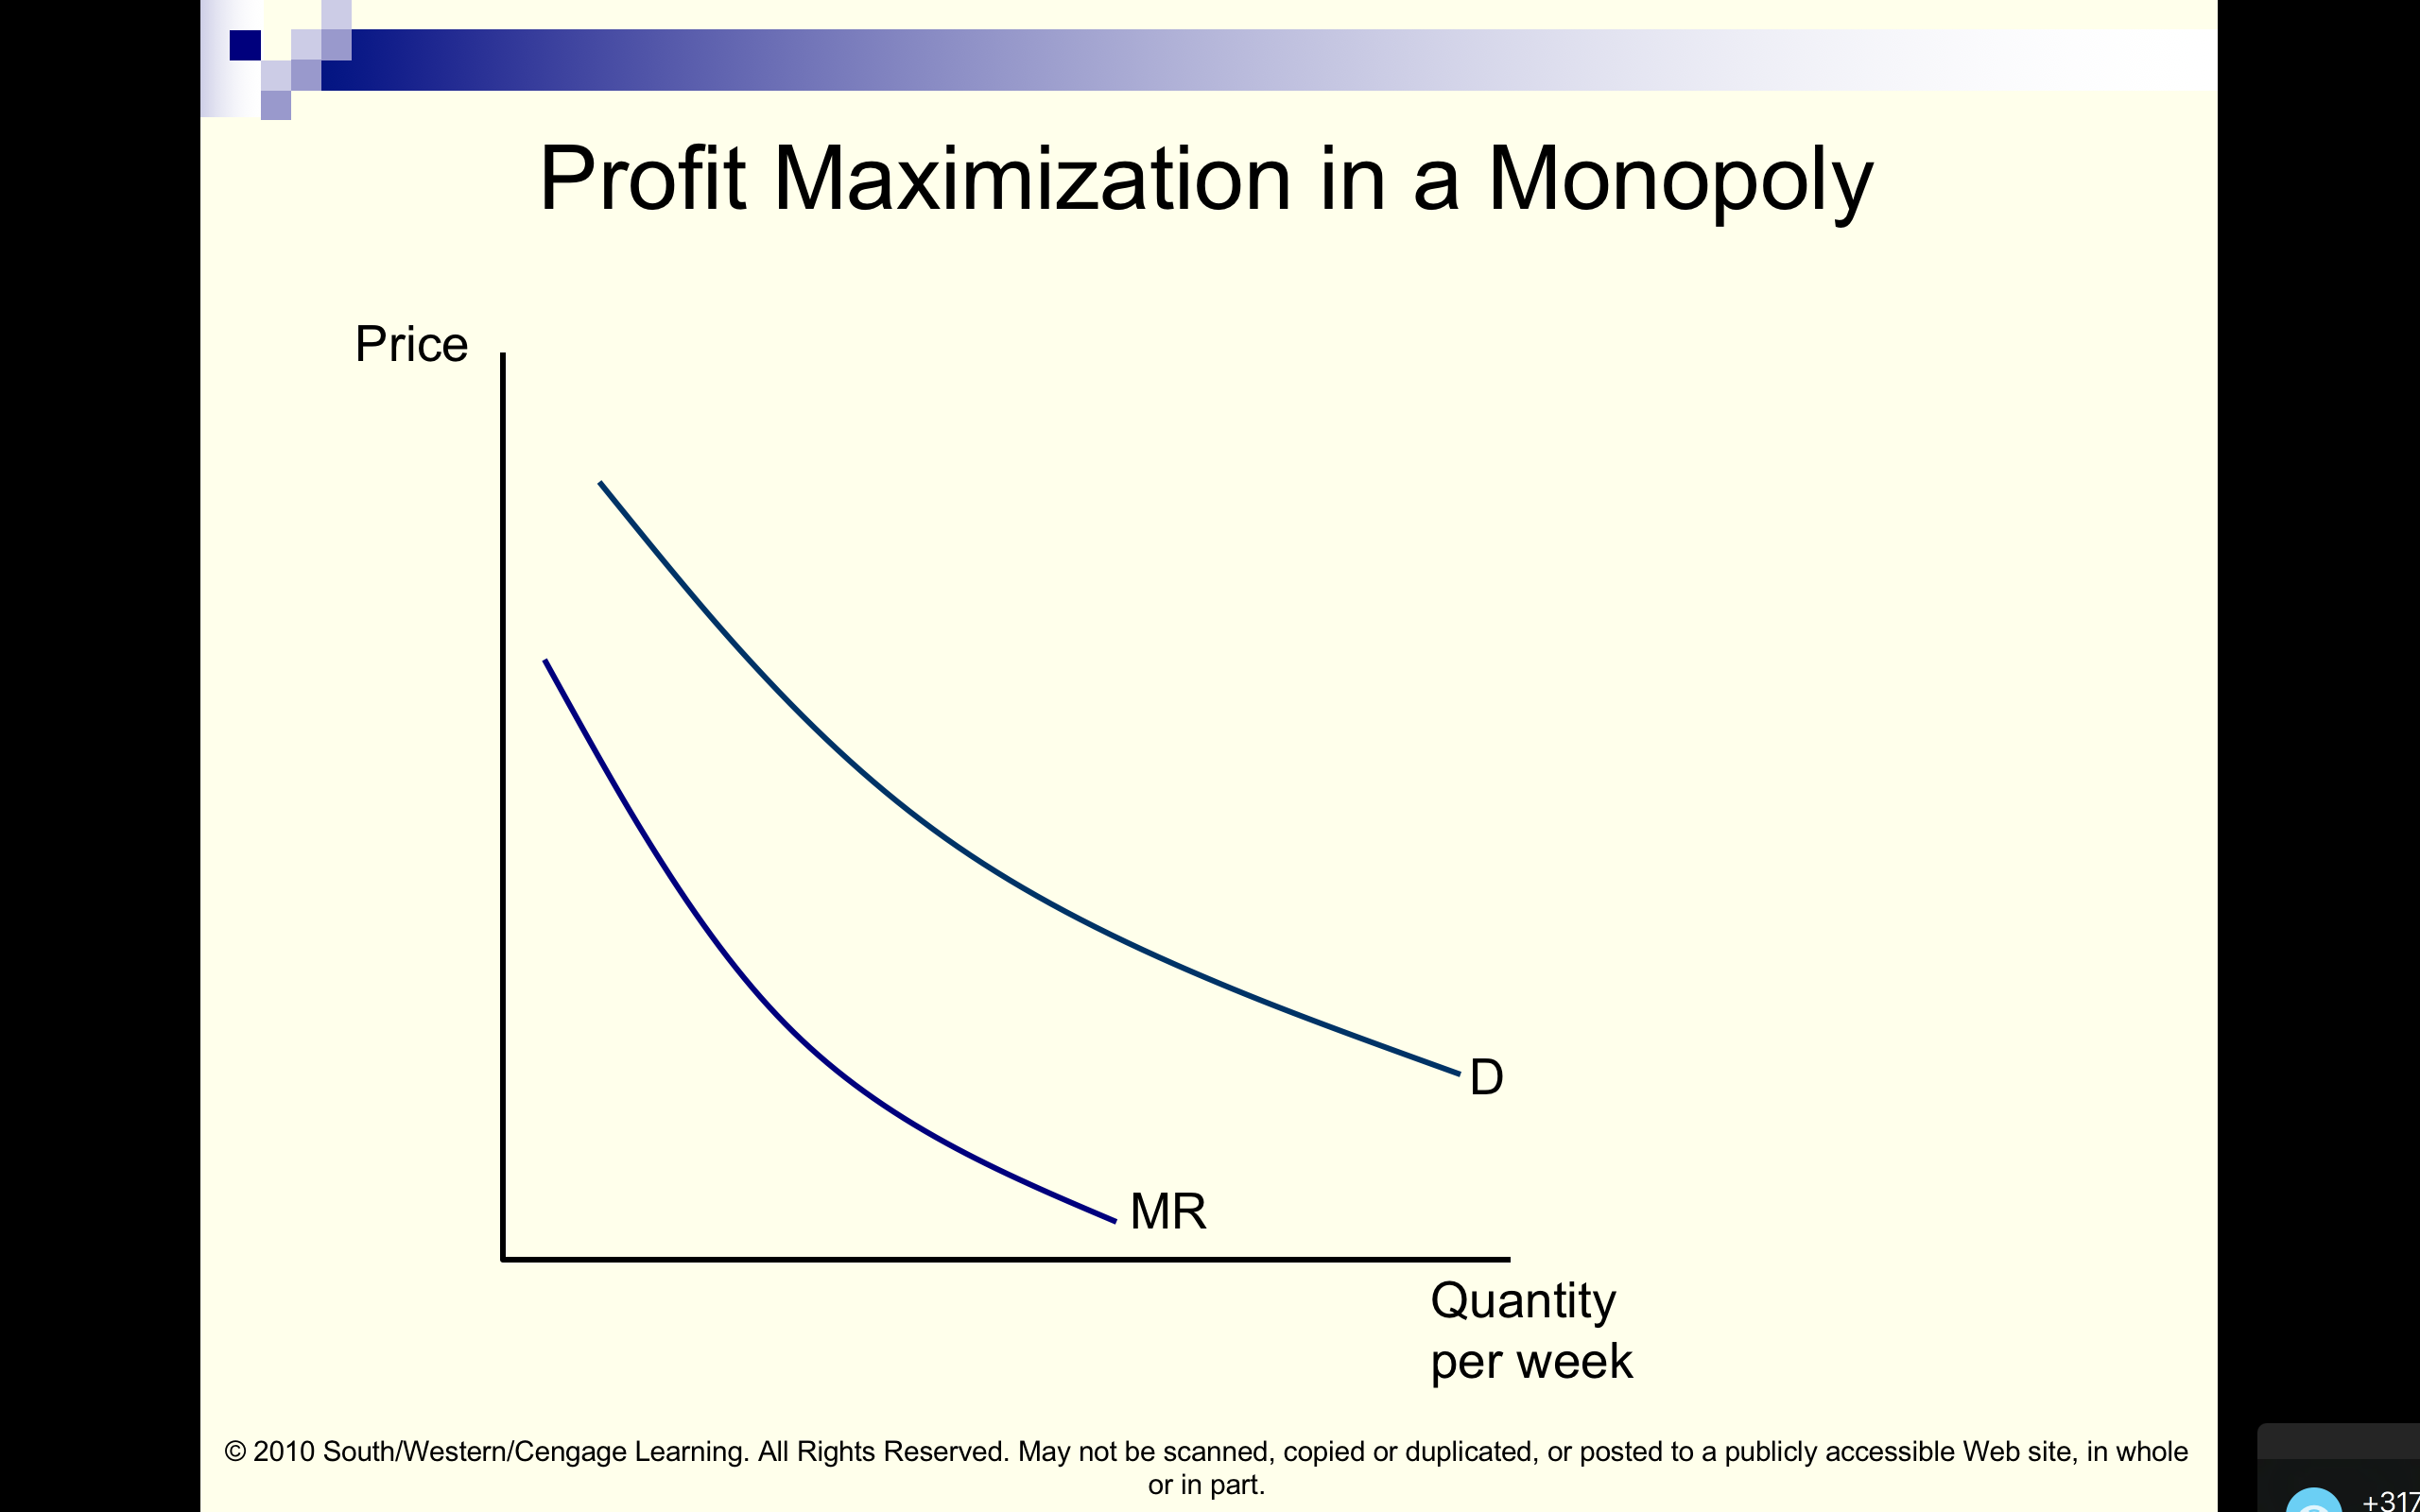 Profit Maximization in a Monopoly
Price
D
MR
Quantity
per week
© 2010 South/Western/Cengage Learning. All Rights Reserved. May not be scanned, copied or duplicated, or posted to a publicly accessible Web site, in whole
or in part.
+317